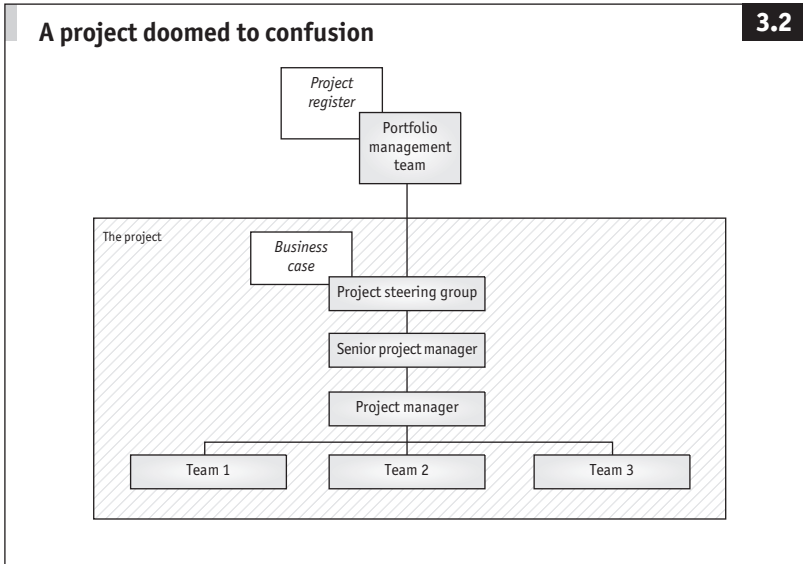 A project doomed to confusion
3.2
Project
register
Portfolio
management
team
The project
Business
case
Project steering group
Senior project manager
Project manager
Team 1
Team 2
Team 3